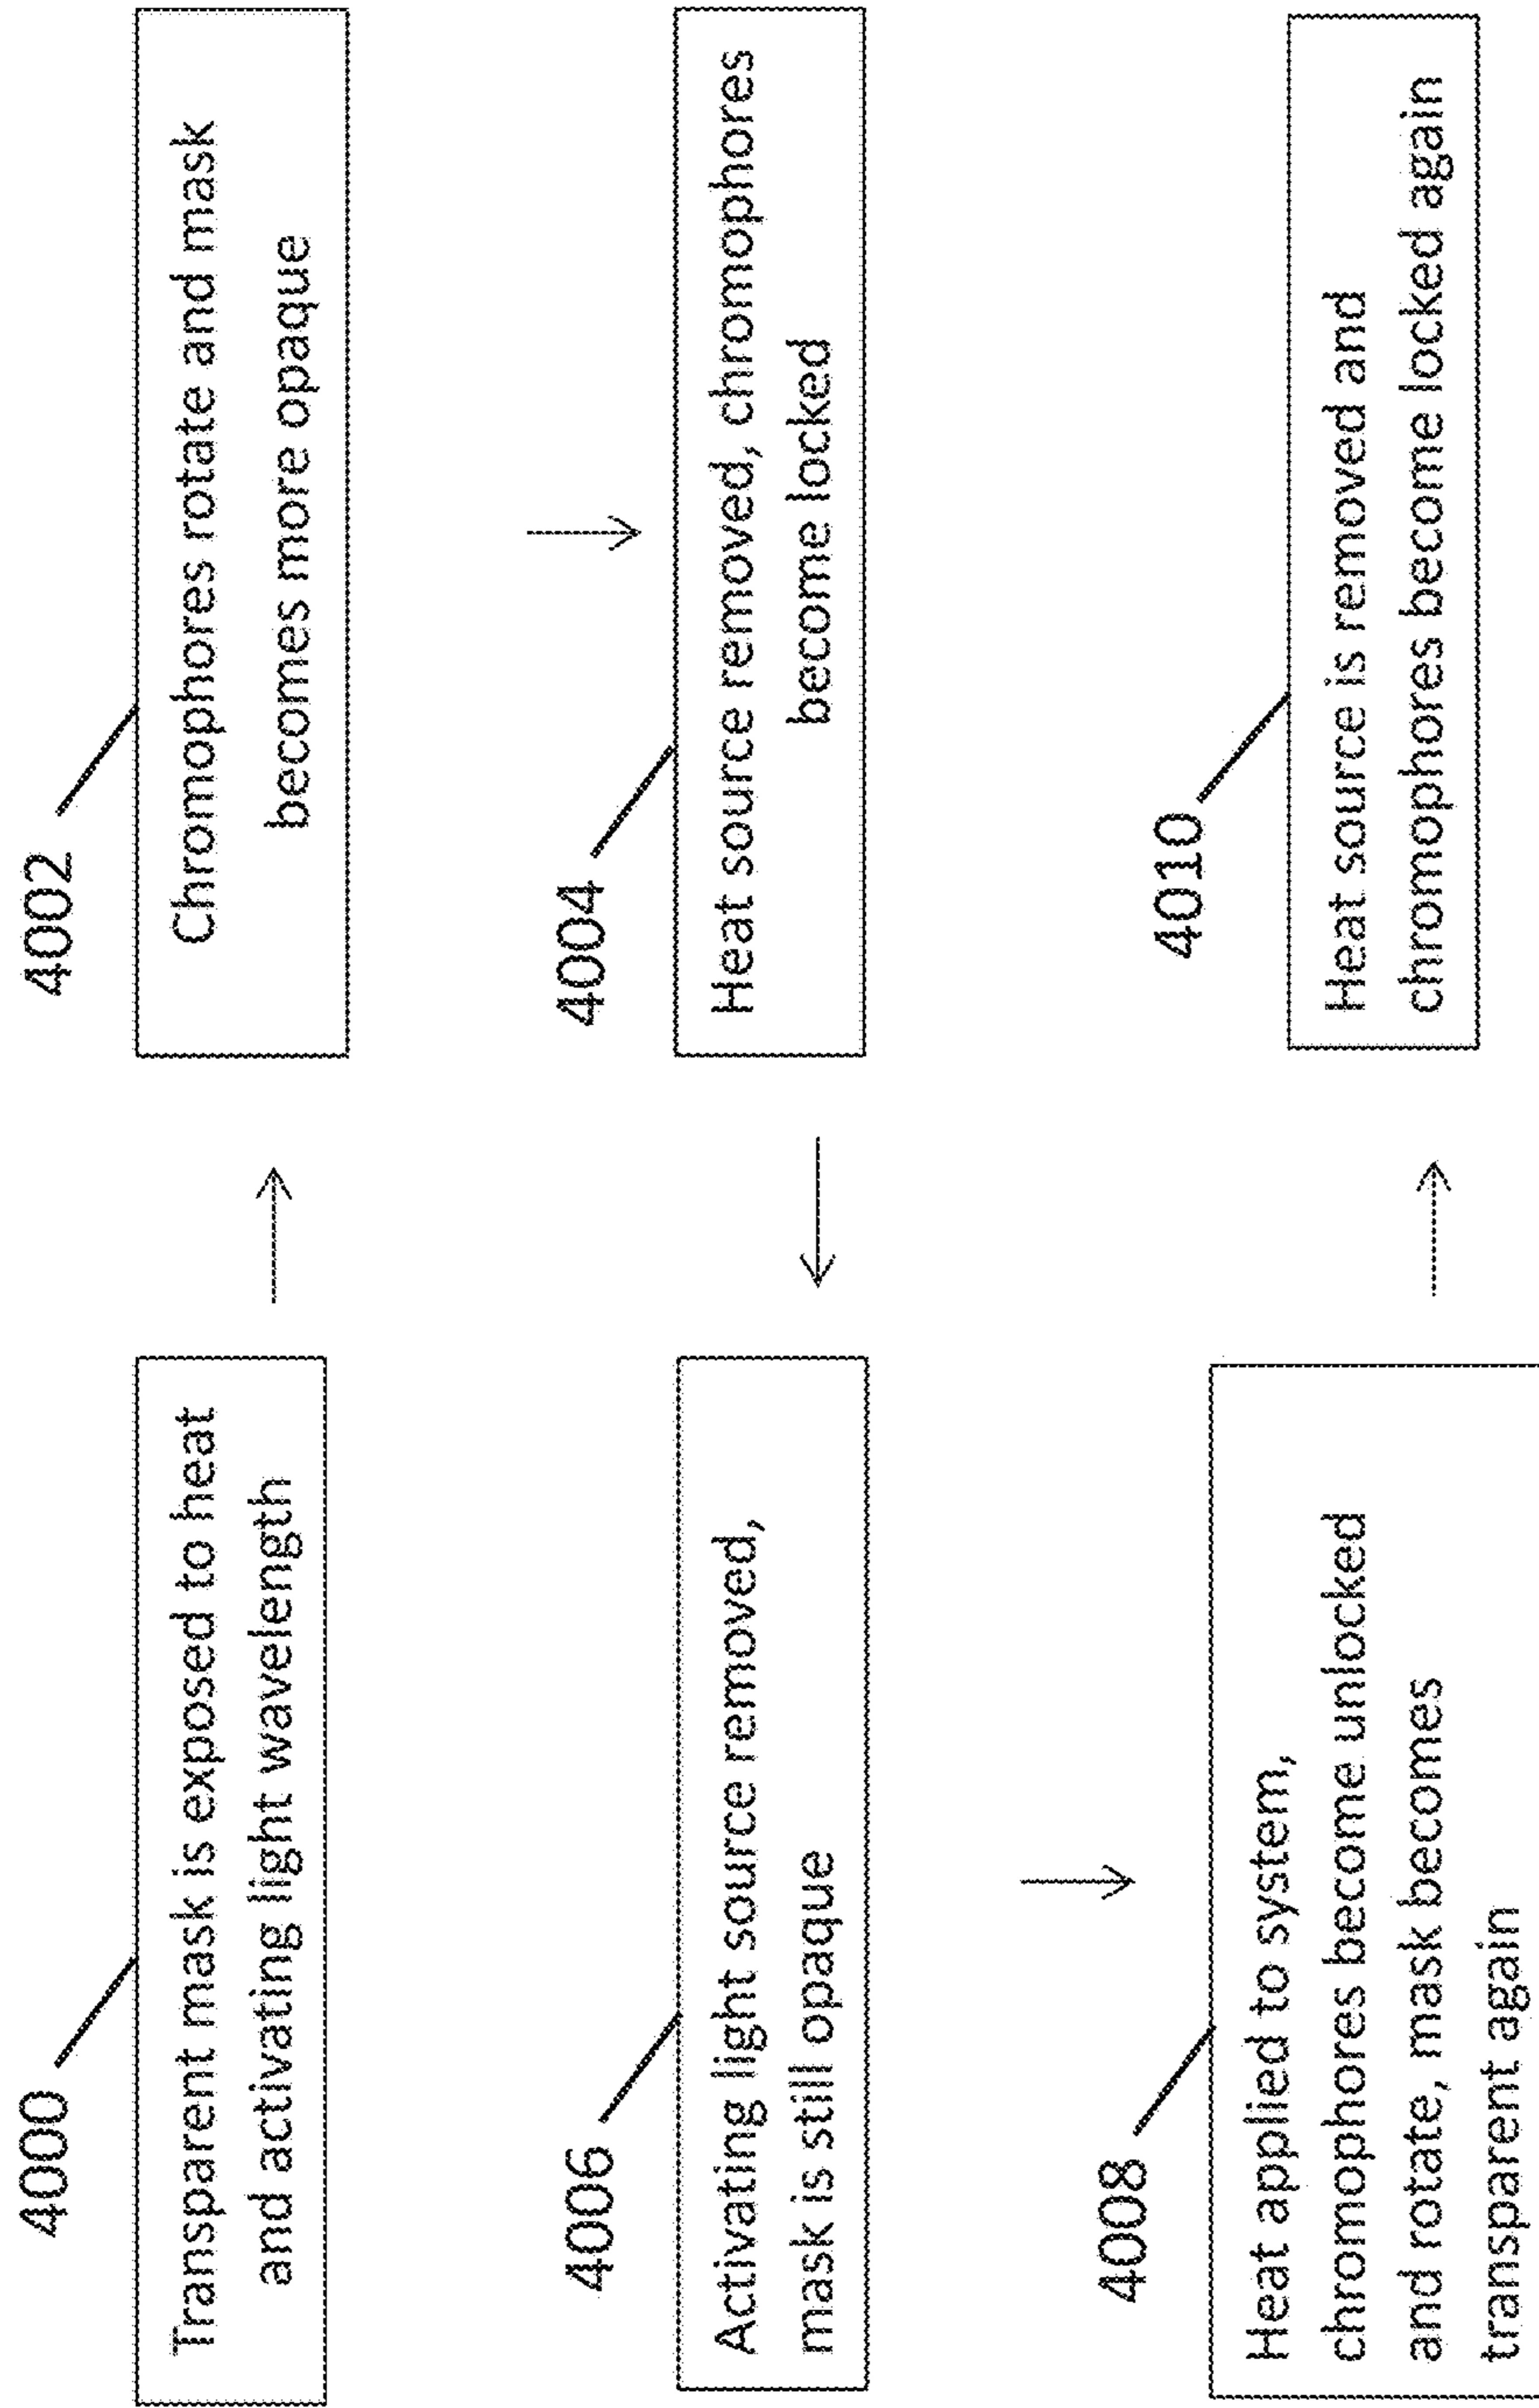 4000
Transparent mask is exposed to heat
and activating light wavelength
4002
Chromophores rotate and mask
becomes more opaque
4004
Heat source removed, chromophores
become locked
4006
Activating light source removed,
mask is still opaque
4008
Heat applied to system,
chromophores become unlocked
and rotate, mask becomes
transparent again
4010
Heat source is removed and
chromophores become locked again